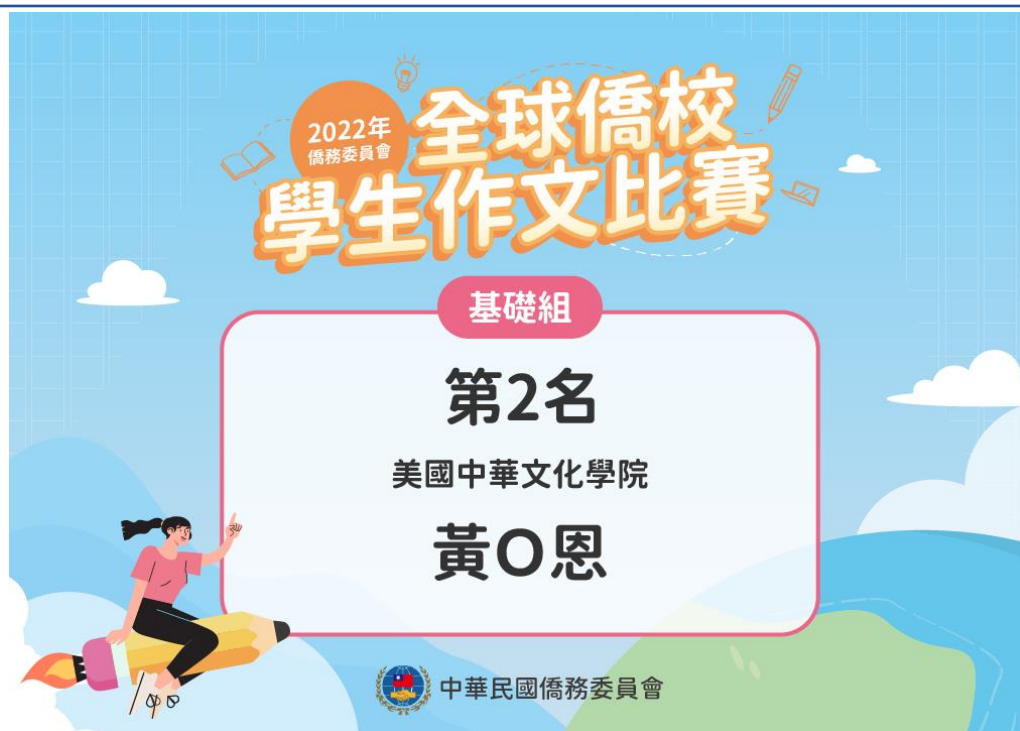 2022年
僑務委員會
全球僑校
學生作文比賽
基礎組
第2名
美國中華文化學院
黃O恩
中華民國僑務委員會